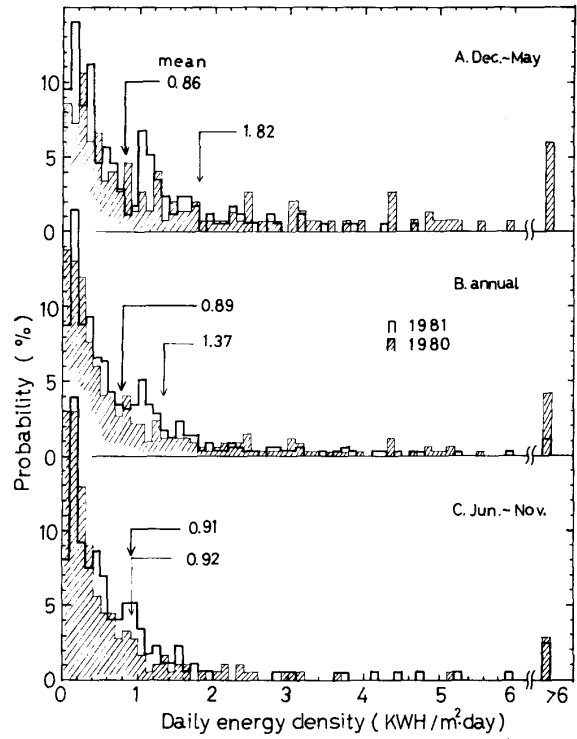 mean
0.86
1.82
A. Dec.~May
10
5
0
0.89
1.37
B. annual
1981
1980
10
5
0
0.91
0.92
C. Jun.~Nov.
10
5
0
Probability (%)
0 1 2 3 4 5 6 >6
Daily energy density (KWH/m²·day)